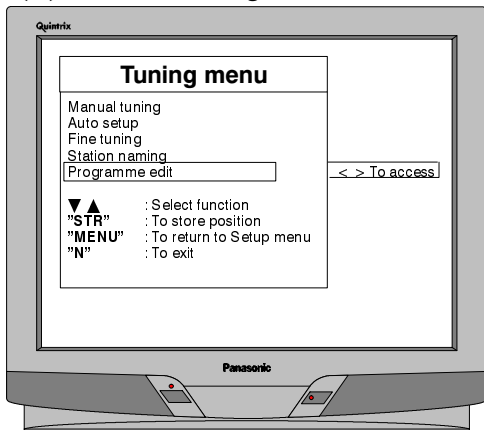 Quintrix
Tuning menu
Manual tuning
Auto setup
Fine tuning
Station naming
Programme edit
< > To access
▼ ▲ : Select function
"STR" : To store position
"MENU" : To return to Setup menu
"N" : To exit
Panasonic